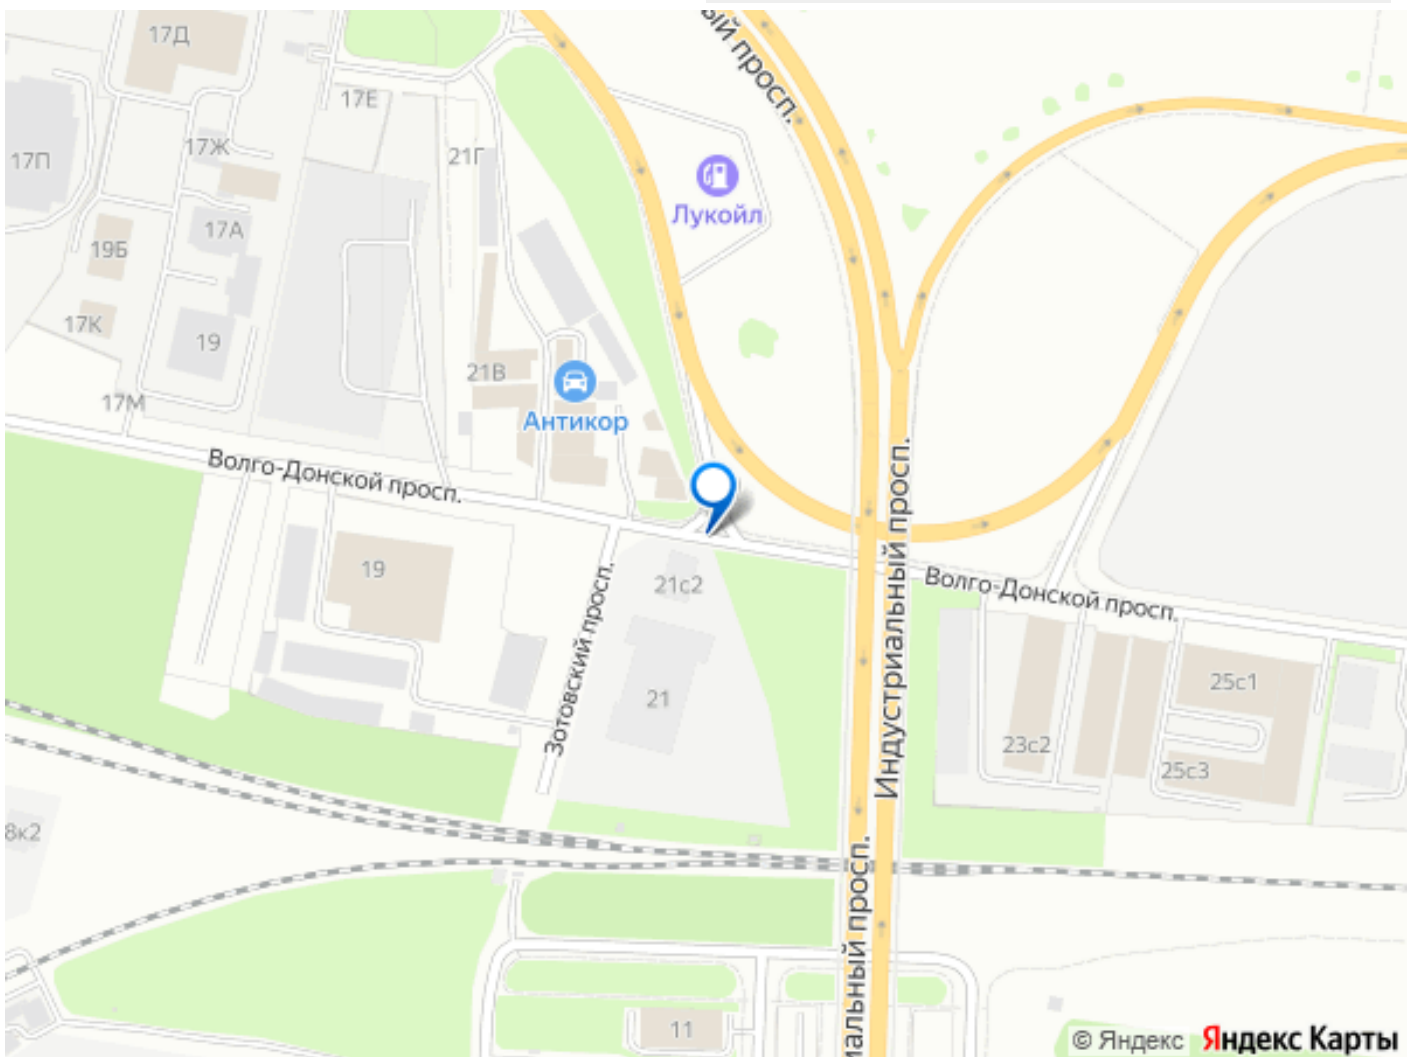 ый просп.
17Д
17Е
17Ж
21Г
17П
Лукойл
17А
19Б
17К
19
21В
17М
Антикор
Волго-Донской просп.
Индустриальный просп.
19
21с2
Волго-Донской просп.
Зотовский просп.
21
25с1
23с2
25с3
8к2
иальный просп.
11
© Яндекс Яндекс Карты